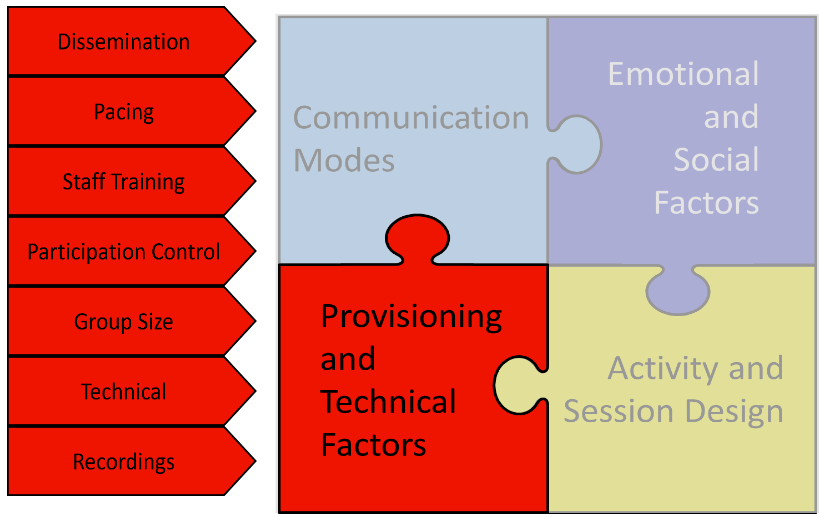 Dissemination
Pacing
Staff Training
Participation Control
Group Size
Technical
Recordings
Communication
Modes
Emotional
and
Social
Factors
Provisioning
and
Technical
Factors
Activity and
Session Design